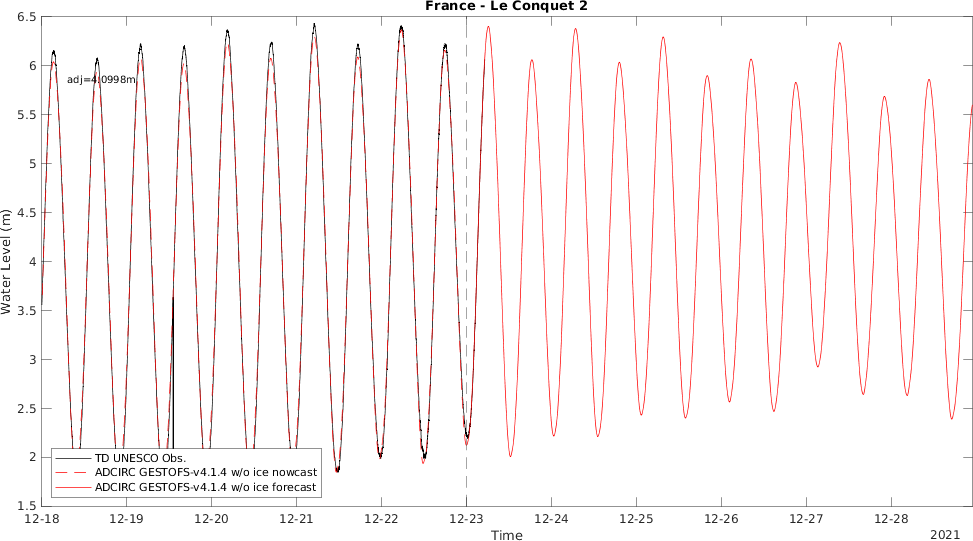 France - Le Conquet 2
6.5
6
5.5
5
4.5
4
3.5
3
2.5
2
1.5
Water Level (m)
adj=4.0998m
TD UNESCO Obs.
ADCIRC GESTOFS-v4.1.4 w/o ice nowcast
ADCIRC GESTOFS-v4.1.4 w/o ice forecast
12-18 12-19 12-20 12-21 12-22 12-23 12-24 12-25 12-26 12-27 12-28
Time
2021